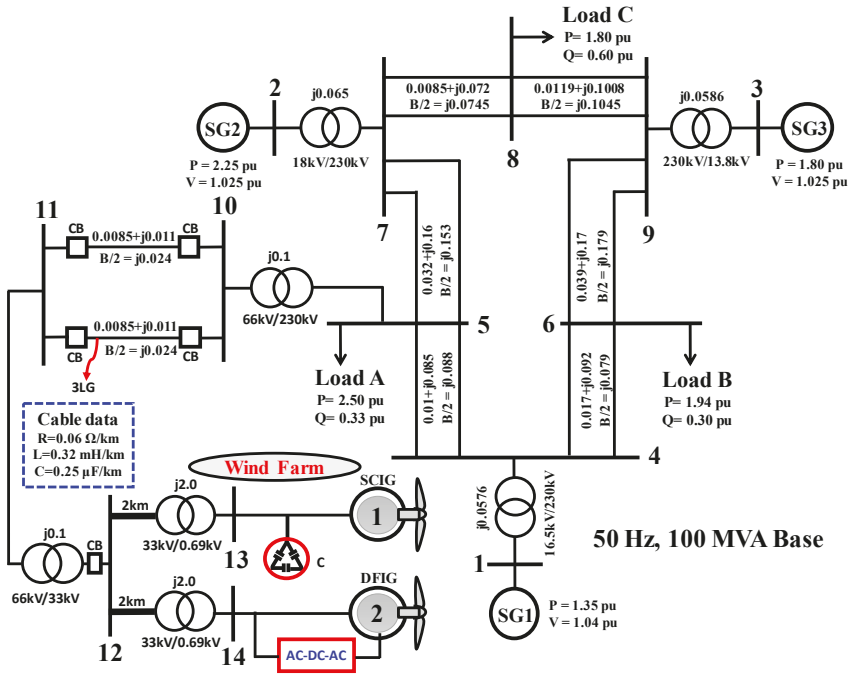 Load C
P= 1.80 pu
Q= 0.60 pu
8
0.0085+j0.072
B/2 = j0.0745
0.0119+j0.1008
B/2 = j0.1045
2
j0.065
SG2
18kV/230kV
P = 2.25 pu
V = 1.025 pu
7
3
j0.0586
SG3
230kV/13.8kV
P = 1.80 pu
V = 1.025 pu
9
11
10
CB
0.0085+j0.011
CB
B/2 = j0.024
j0.1
66kV/230kV
0.0085+j0.011
CB
B/2 = j0.024
CB
3LG
0.032+j0.16
B/2 = j0.153
0.039+j0.17
B/2 = j0.179
5
6
Load A
P= 2.50 pu
Q= 0.33 pu
0.01+j0.085
B/2 = j0.088
0.017+j0.092
B/2 = j0.079
Load B
P= 1.94 pu
Q= 0.30 pu
4
Cable data
R=0.06 Ω/km
L=0.32 mH/km
C=0.25 µF/km
Wind Farm
2km
j2.0
33kV/0.69kV
13
C
SCIG
1
j0.1
CB
66kV/33kV
12
2km
j2.0
33kV/0.69kV
14
DFIG
2
AC-DC-AC
j0.0576
16.5kV/230kV
50 Hz, 100 MVA Base
1
SG1
P = 1.35 pu
V = 1.04 pu